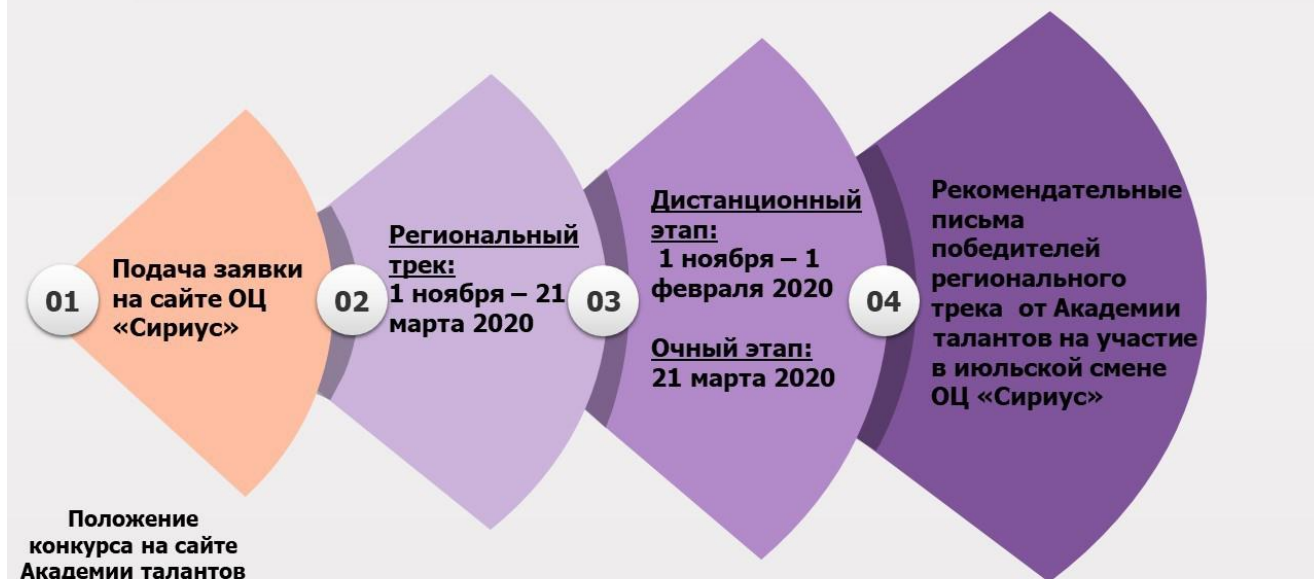 01
Подача заявки
на сайте ОЦ
«Сириус»
02
Региональный
трек:
1 ноября – 21
марта 2020
03
Дистанционный
этап:
1 ноября – 1
февраля 2020
Очный этап:
21 марта 2020
04
Рекомендательные
письма
победителей
регионального
трека от Академии
талантов на участие
в июльской смене
ОЦ «Сириус»
Положение
конкурса на сайте
Академии талантов